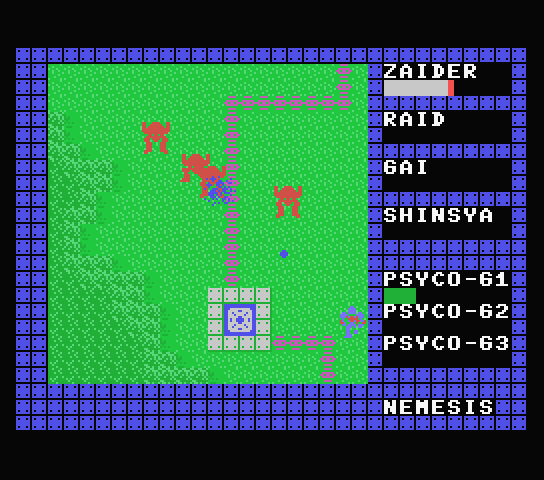 ZAIDER
RAID
GAI
SHINSYA
PSYCO-61
PSYCO-62
PSYCO-63
NEMESIS